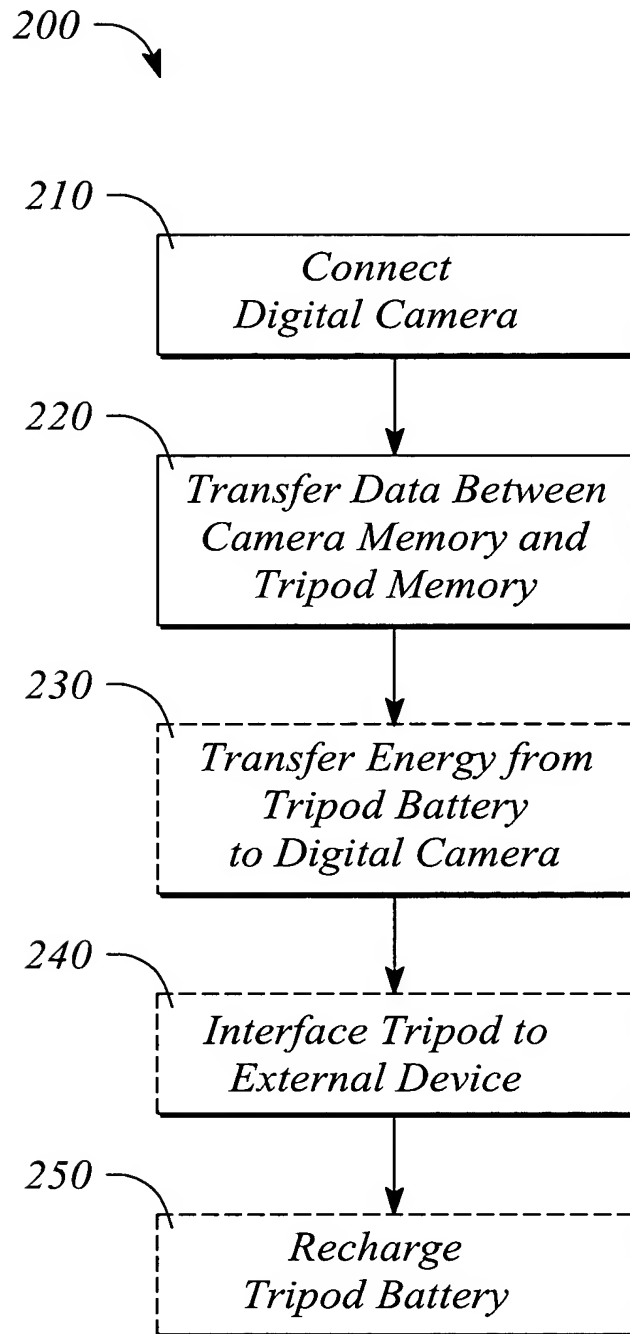 200
210
Connect
Digital Camera
220
Transfer Data Between
Camera Memory and
Tripod Memory
230
Transfer Energy from
Tripod Battery
to Digital Camera
240
Interface Tripod to
External Device
250
Recharge
Tripod Battery